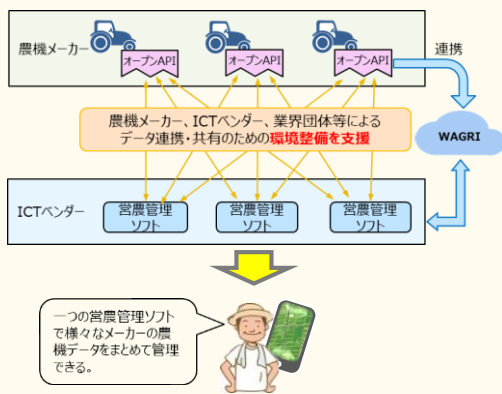 農機メーカー
オープンAPI
オープンAPI
オープンAPI
連携
農機メーカー、ICTベンダー、業界団体等による
データ連携・共有のための環境整備を支援
WAGRI
ICTベンダー
営農管理
ソフト
営農管理
ソフト
営農管理
ソフト
一つの営農管理ソフト
で様々なメーカーの農
機データをまとめて管理
できる。